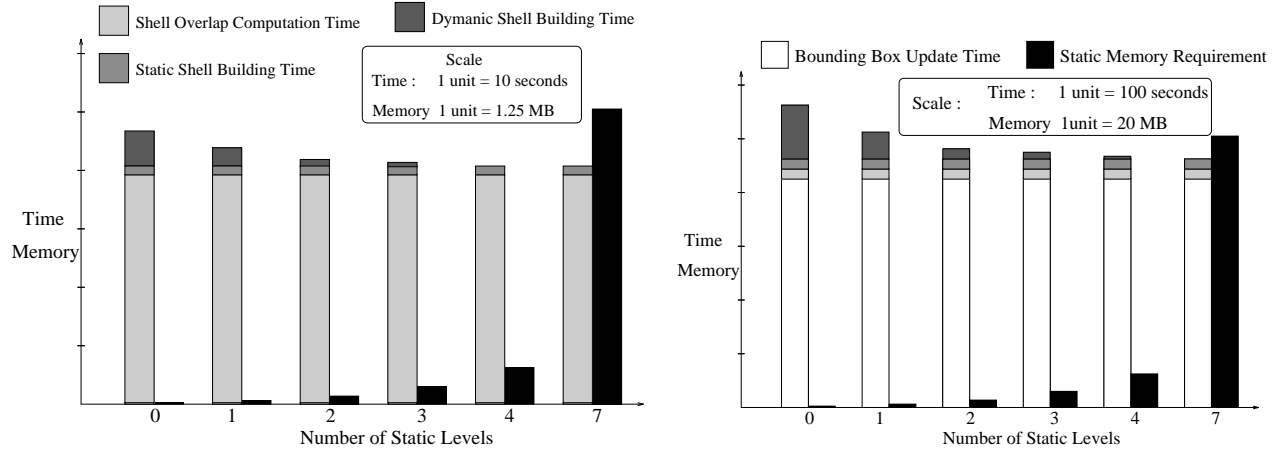 Shell Overlap Computation Time
Dymanic Shell Building Time
Static Shell Building Time
Scale
Time : 1 unit = 10 seconds
Memory 1 unit = 1.25 MB
Time
Memory
0 1 2 3 4 7
Number of Static Levels
Bounding Box Update Time
Static Memory Requirement
Scale : Time : 1 unit = 100 seconds
Memory 1unit = 20 MB
Time
Memory
0 1 2 3 4 7
Number of Static Levels